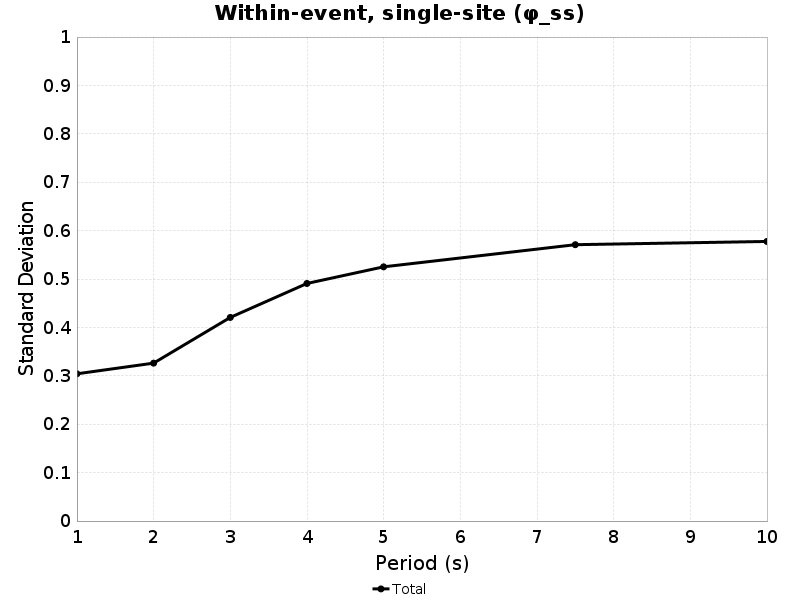 Within-event, single-site (φ_ss)
1
0.9
0.8
0.7
0.6
0.5
0.4
0.3
0.2
0.1
0
Standard Deviation
1 2 3 4 5 6 7 8 9 10
Period (s)
Total